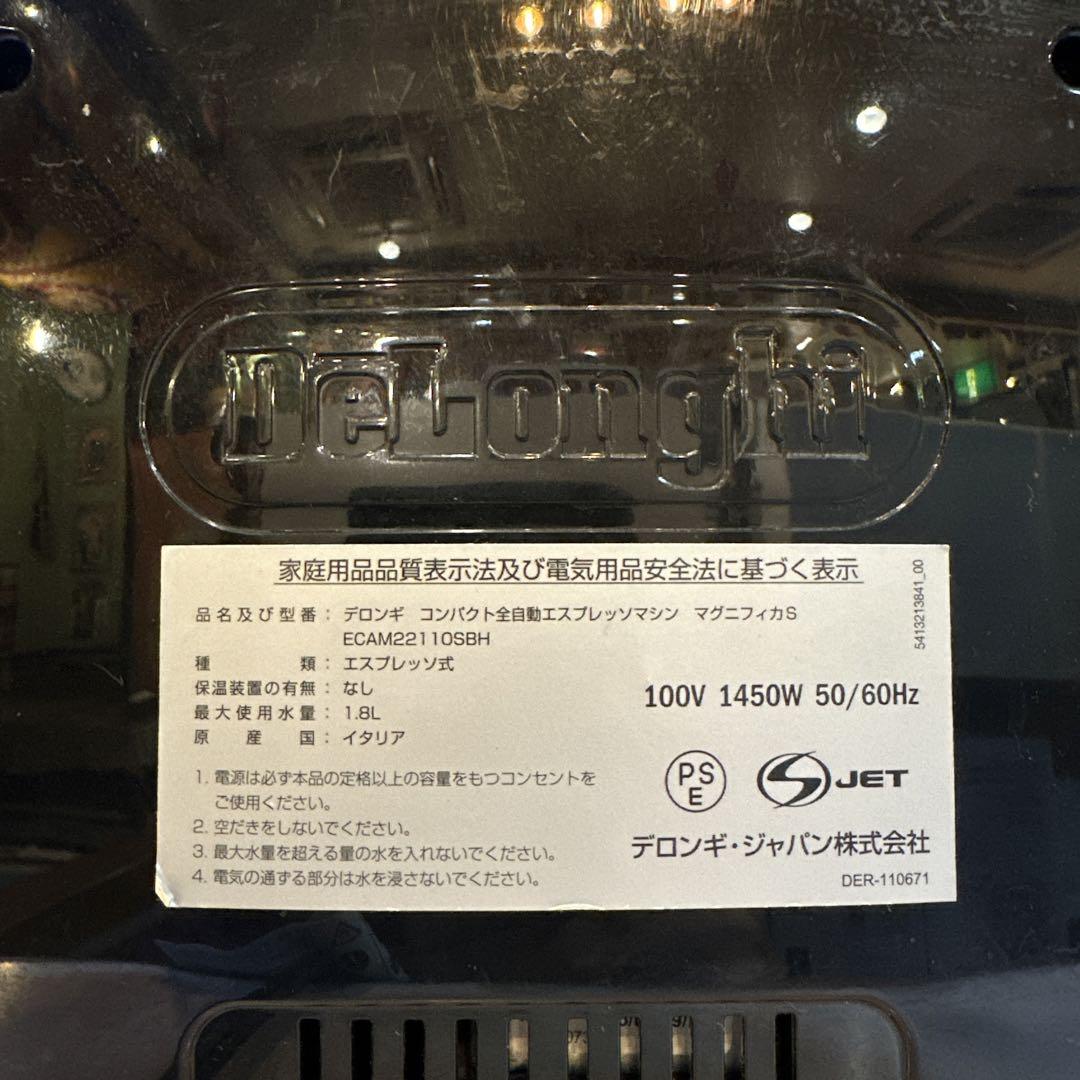 DeLonghi
家庭用品品質表示法及び電気用品安全法に基づく表示
品名及び型番：デロンギ　コンパクト全自動エスプレッソマシン　マグニフィカS
ECAM22110SBH
種類：エスプレッソ式
保温装置の有無：なし
最大使用水量：1.8L
原産国：イタリア
1. 電源は必ず本品の定格以上の容量をもつコンセントを
ご使用ください。
2. 空だきをしないでください。
3. 最大水量を超える量の水を入れないでください。
4. 電気の通ずる部分は水を浸さないでください。
5413213841_00
100V 1450W 50/60Hz
PS
E
JET
デロンギ・ジャパン株式会社
DER-110671